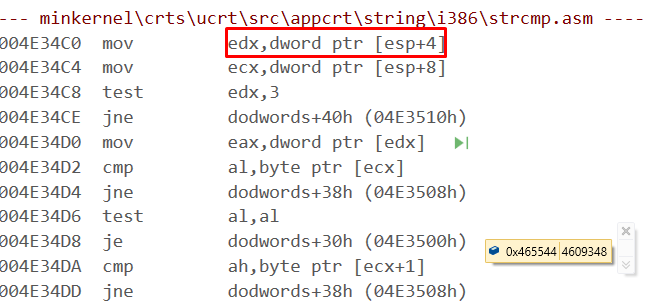 --- minkernel\crts\ucrt\src\appcrt\string\i386\strcmp.asm ----
004E34C0 mov edx,dword ptr [esp+4]
004E34C4 mov ecx,dword ptr [esp+8]
004E34C8 test edx,3
004E34CE jne dodwords+40h (04E3510h)
004E34D0 mov eax,dword ptr [edx]
004E34D2 cmp al,byte ptr [ecx]
004E34D4 jne dodwords+38h (04E3508h)
004E34D6 test al,al
004E34D8 je dodwords+30h (04E3500h)
0x465544 4609348
004E34DA cmp ah,byte ptr [ecx+1]
004E34DD jne dodwords+38h (04E3508h)